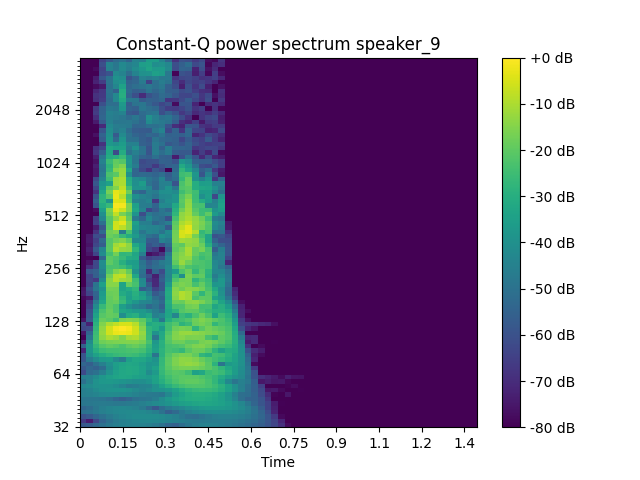 Constant-Q power spectrum speaker_9
Hz
2048
1024
512
256
128
64
32
0 0.15 0.3 0.45 0.6 0.75 0.9 1.1 1.2 1.4
Time
+0 dB
-10 dB
-20 dB
-30 dB
-40 dB
-50 dB
-60 dB
-70 dB
-80 dB